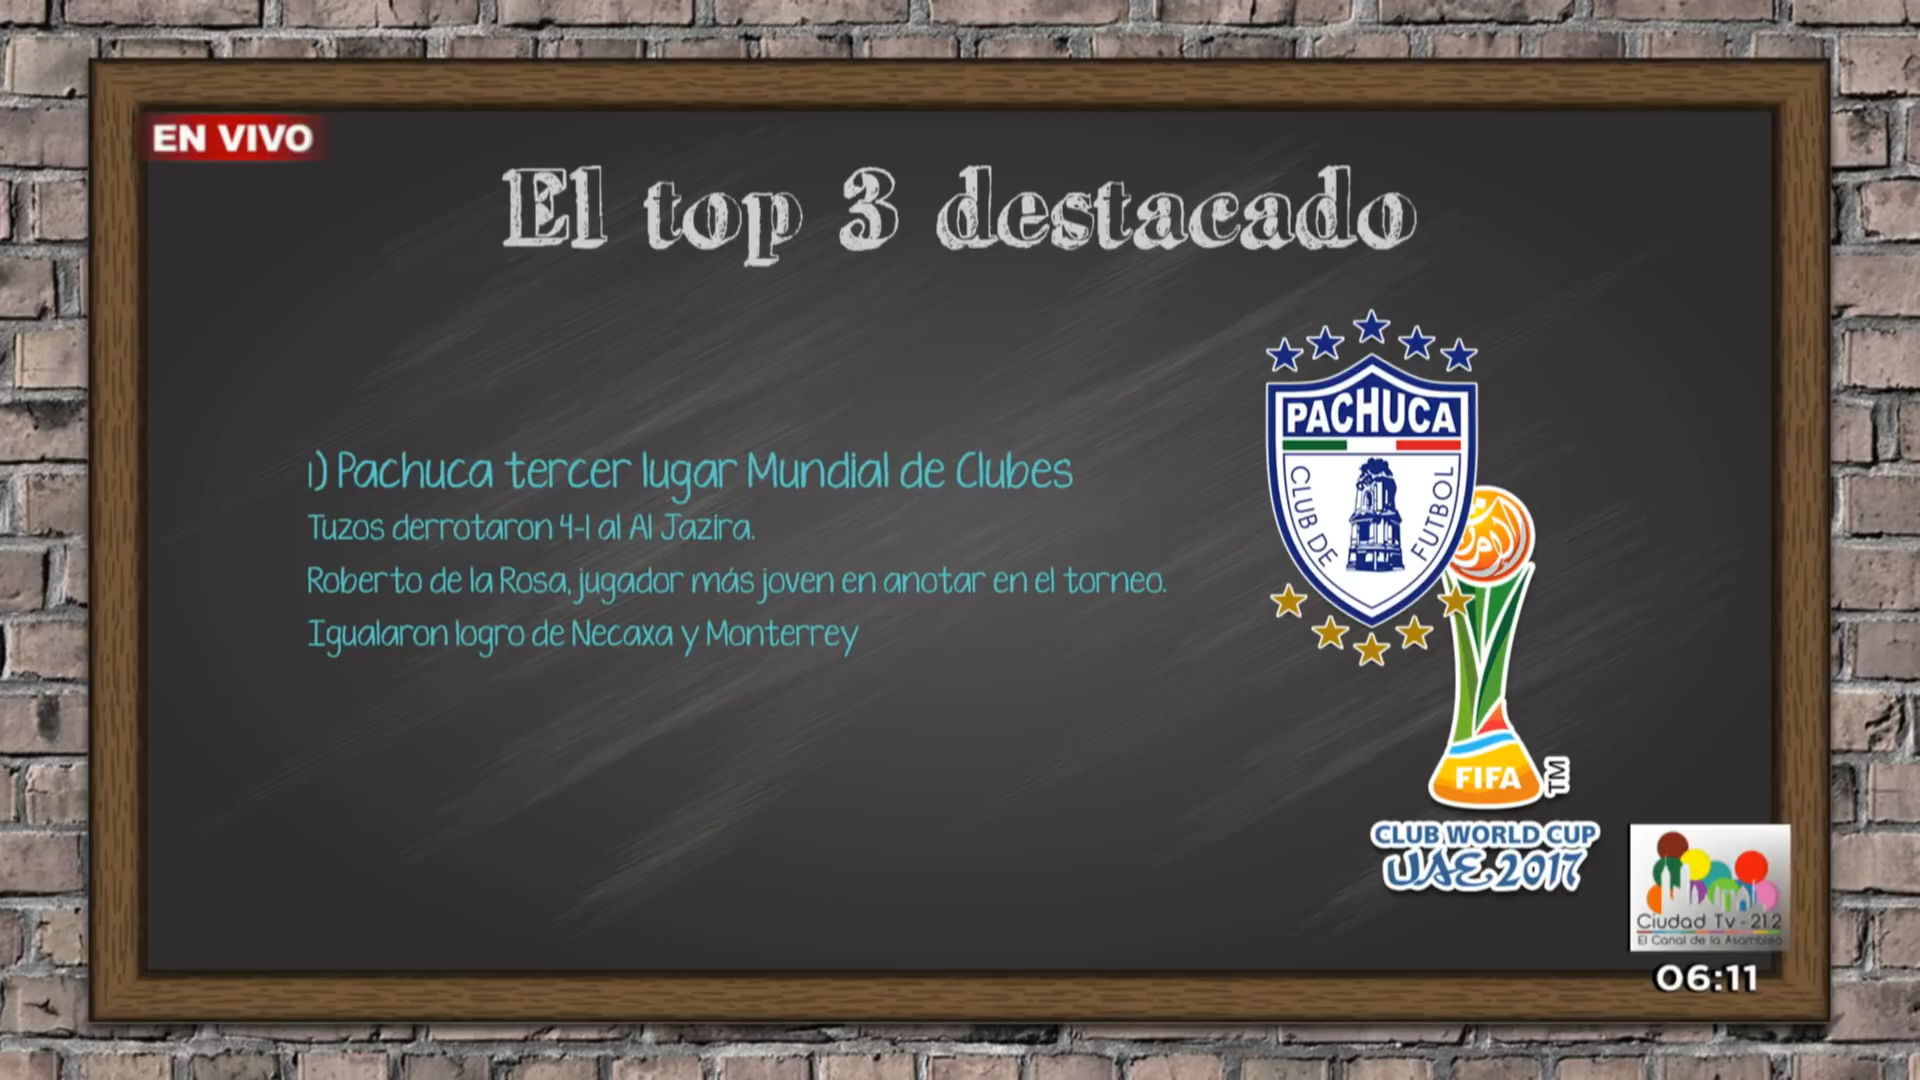 EN VIVO
El top 3 destacado
1) Pachuca tercer lugar Mundial de Clubes
Tuzos derrotaron 4-1 al Al Jazira.
Roberto de la Rosa, jugador más joven en anotar en el torneo.
Igualaron logro de Necaxa y Monterrey
PACHUCA
CLUB DE FUTBOL
FIFA
TM
CLUB WORLD CUP
UAE 2017
Ciudad Tv - 21.2
El Canal de la Asamblea
06:11